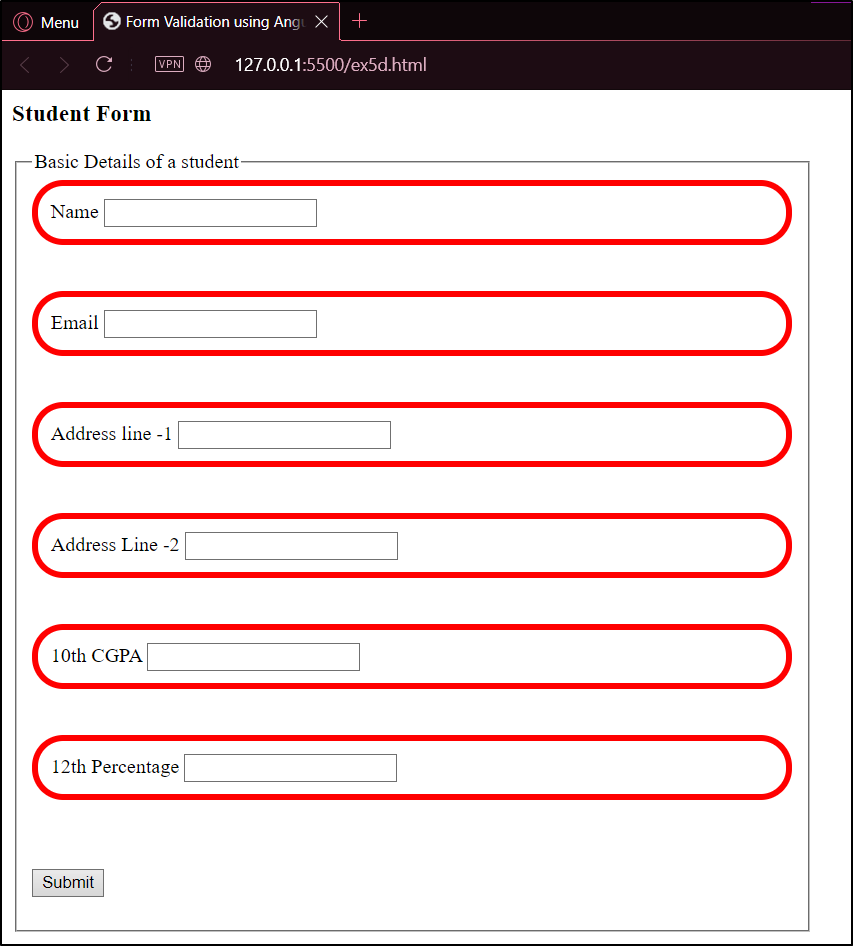 Menu
Form Validation using Angu
VPN
127.0.0.1:5500/ex5d.html
Student Form
Basic Details of a student
Name
Email
Address line -1
Address Line -2
10th CGPA
12th Percentage
Submit